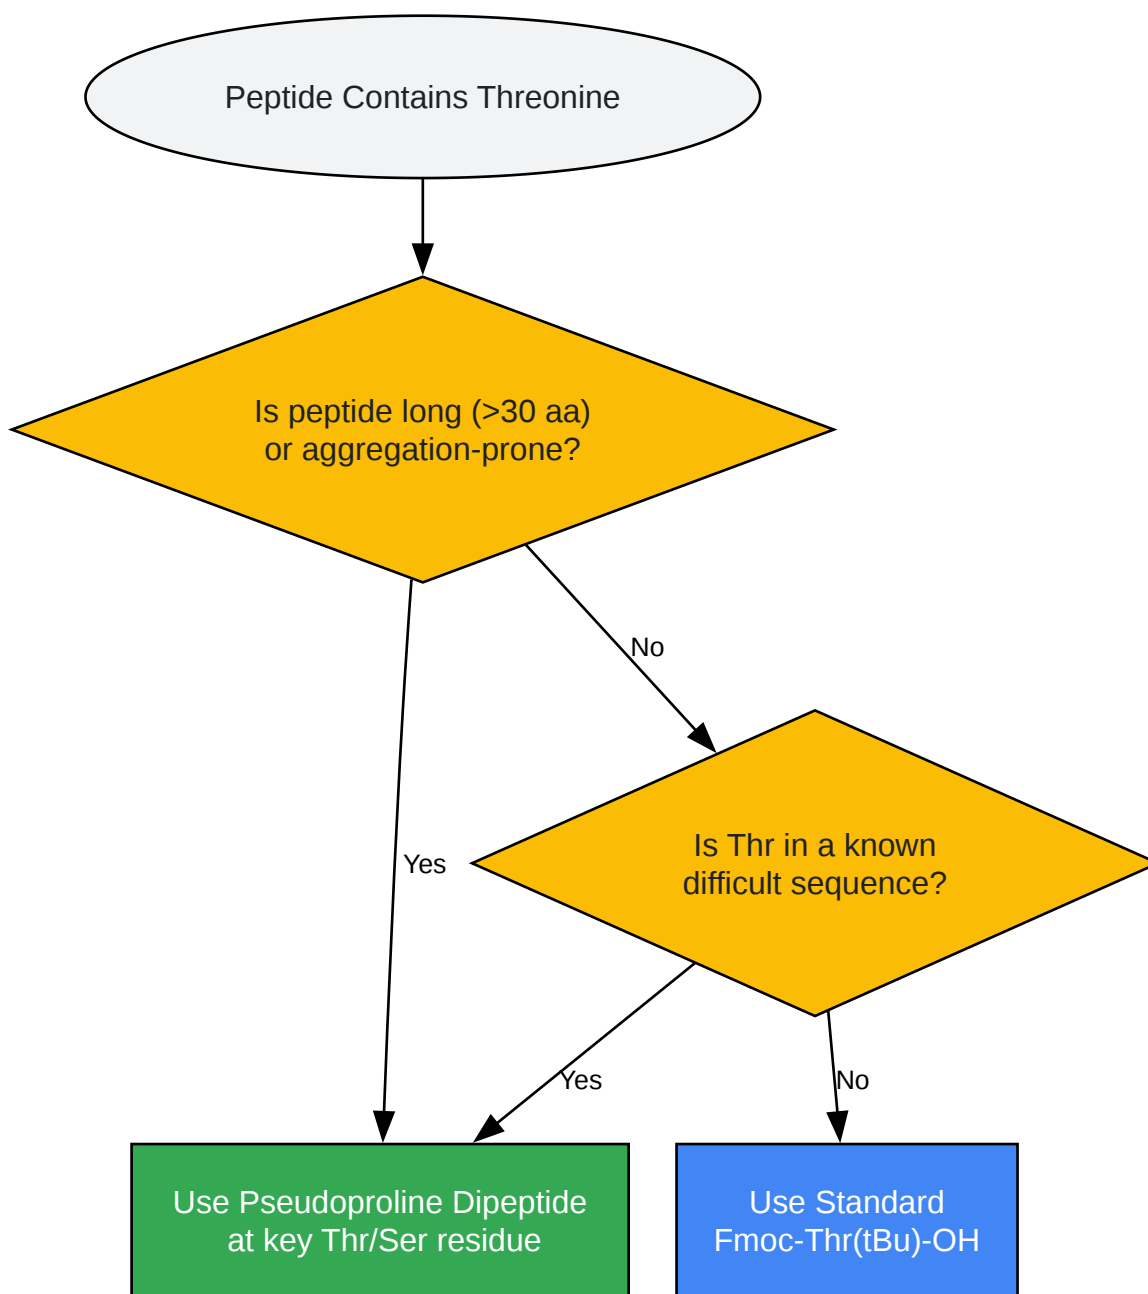 Peptide Contains Threonine
Is peptide long (>30 aa)
or aggregation-prone?
No
Is Thr in a known
difficult sequence?
Yes
Yes
No
Use Pseudoproline Dipeptide
at key Thr/Ser residue
Use Standard
Fmoc-Thr(tBu)-OH